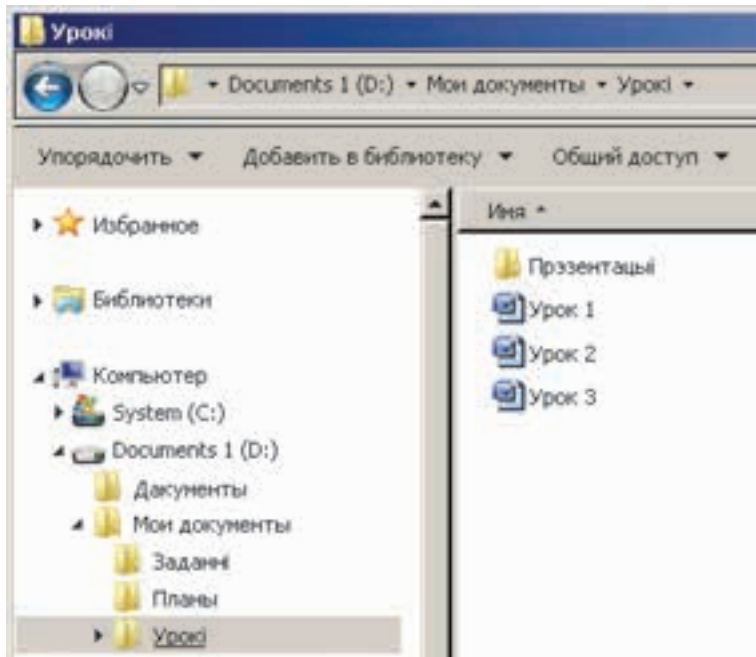 Урокі
Documents 1 (D:) Мои документы Урокі
Упорядочить Добавить в библиотеку Общий доступ
Избранное
Библиотеки
Компьютер
System (C:)
Documents 1 (D:)
Дакументы
Мои документы
Заданні
Планы
Урокі
Имя
Прэзентацыі
Урок 1
Урок 2
Урок 3